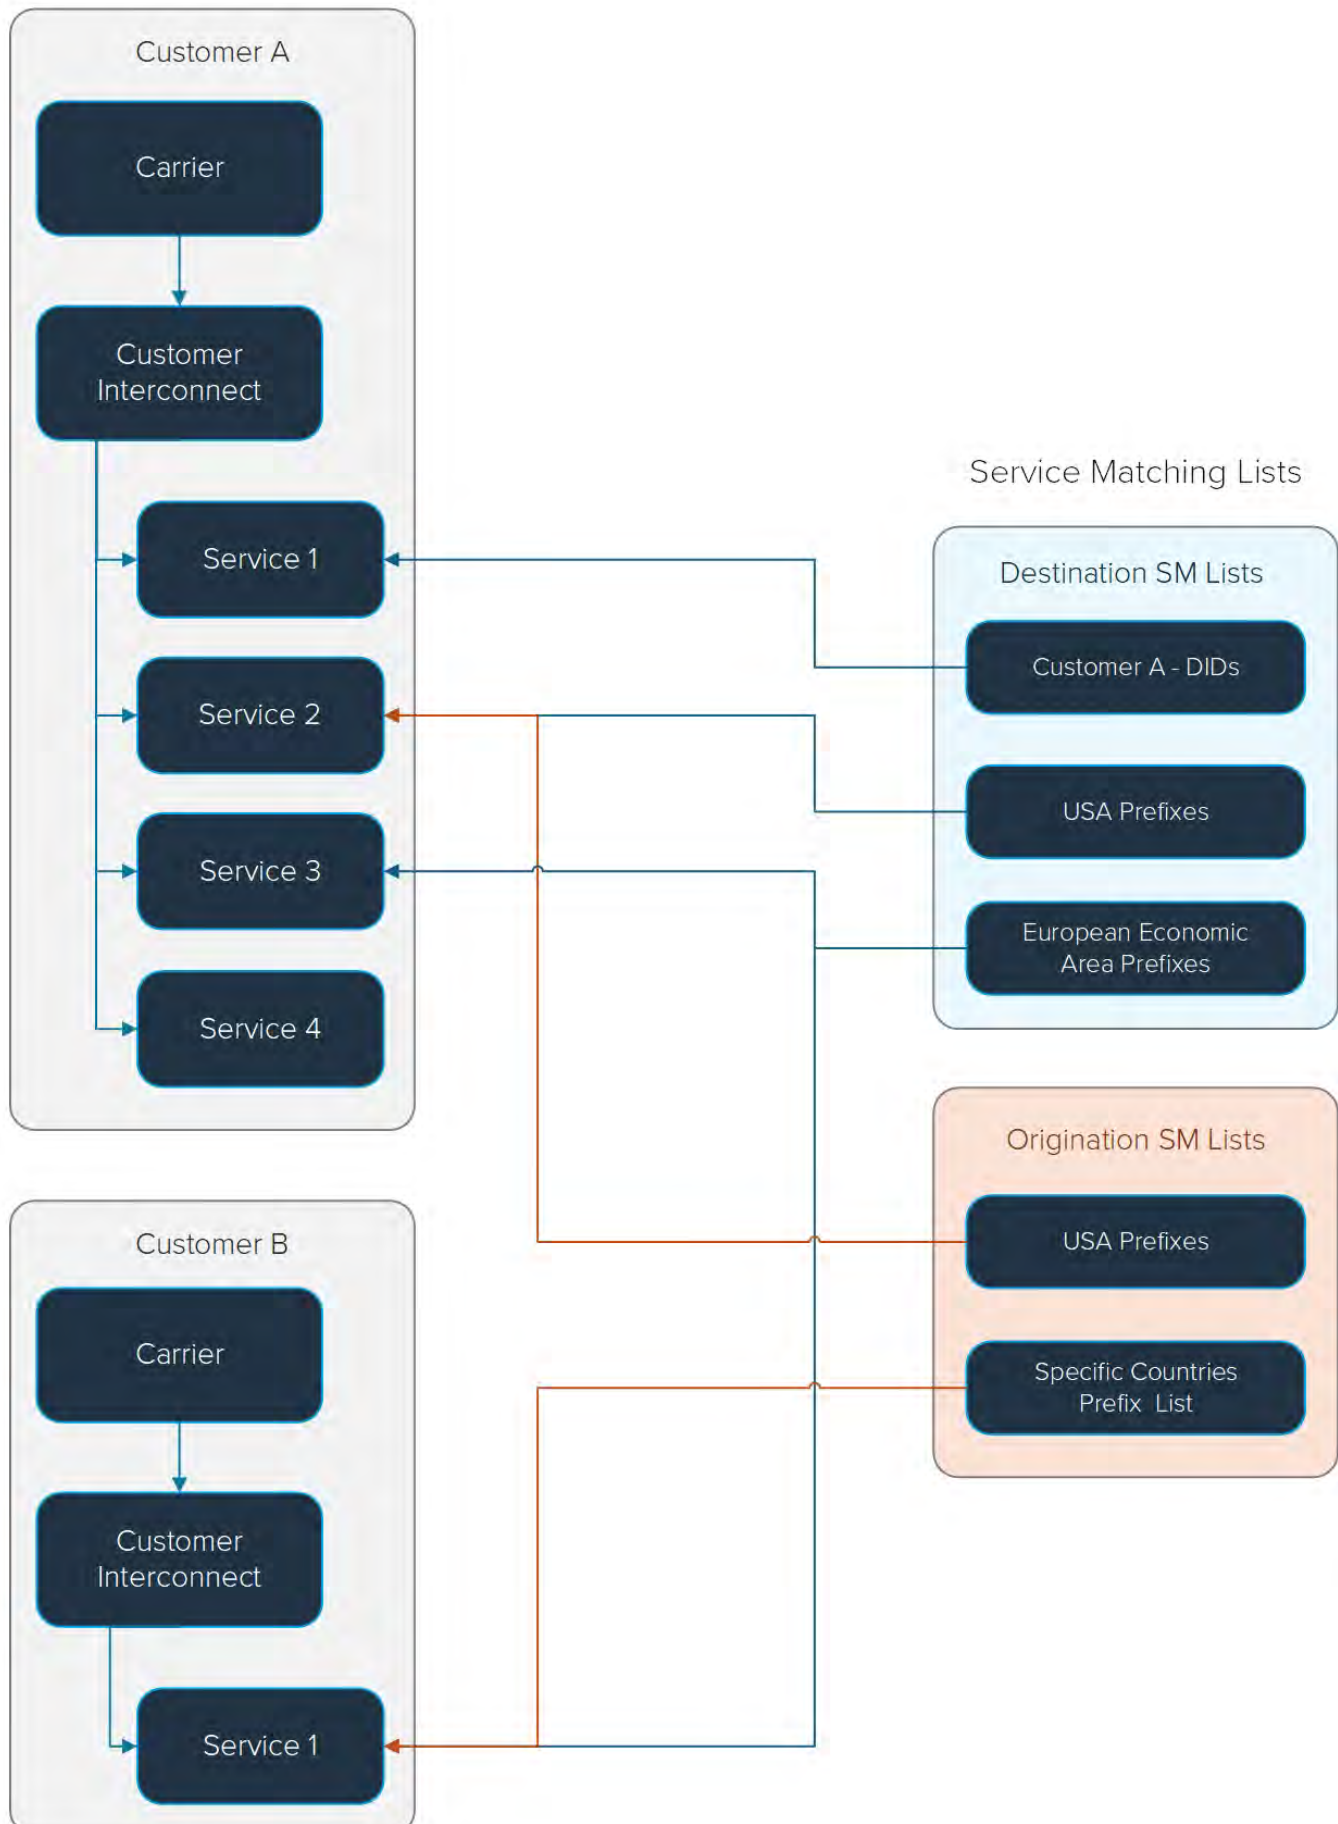 Customer A
Carrier
Customer
Interconnect
Service 1
Service 2
Service 3
Service 4
Service Matching Lists
Destination SM Lists
Customer A - DIDs
USA Prefixes
European Economic
Area Prefixes
Origination SM Lists
USA Prefixes
Specific Countries
Prefix List
Customer B
Carrier
Customer
Interconnect
Service 1